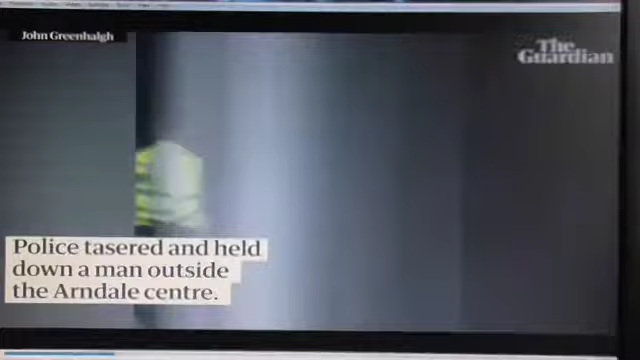 John Greenhalgh
The
Guardian
Police tasered and held
down a man outside
the Arndale centre.